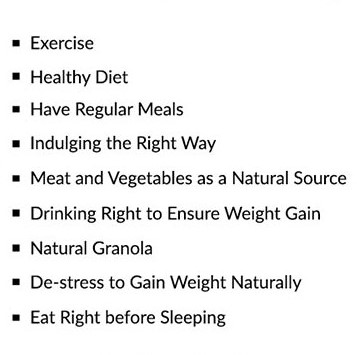 ▪ Exercise
▪ Healthy Diet
▪ Have Regular Meals
▪ Indulging the Right Way
▪ Meat and Vegetables as a Natural Source
▪ Drinking Right to Ensure Weight Gain
▪ Natural Granola
▪ De-stress to Gain Weight Naturally
▪ Eat Right before Sleeping